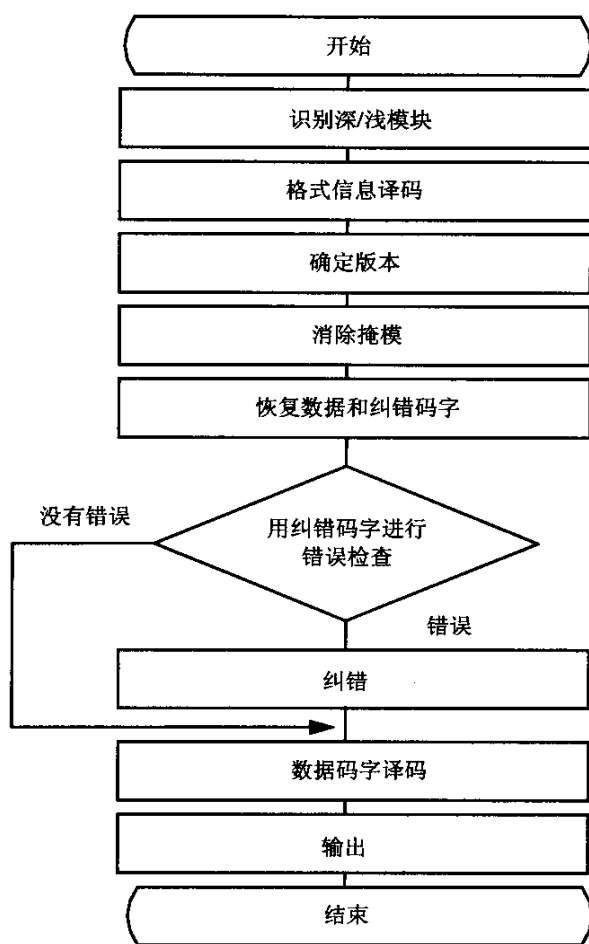 开始
识别深/浅模块
格式信息译码
确定版本
消除掩模
恢复数据和纠错码字
没有错误
用纠错码字进行
错误检查
错误
纠错
数据码字译码
输出
结束